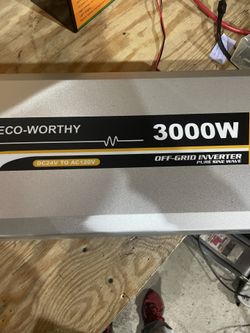 ECO-WORTHY
3000W
DC24V TO AC120V
OFF-GRID INVERTER
PURE SINE WAVE